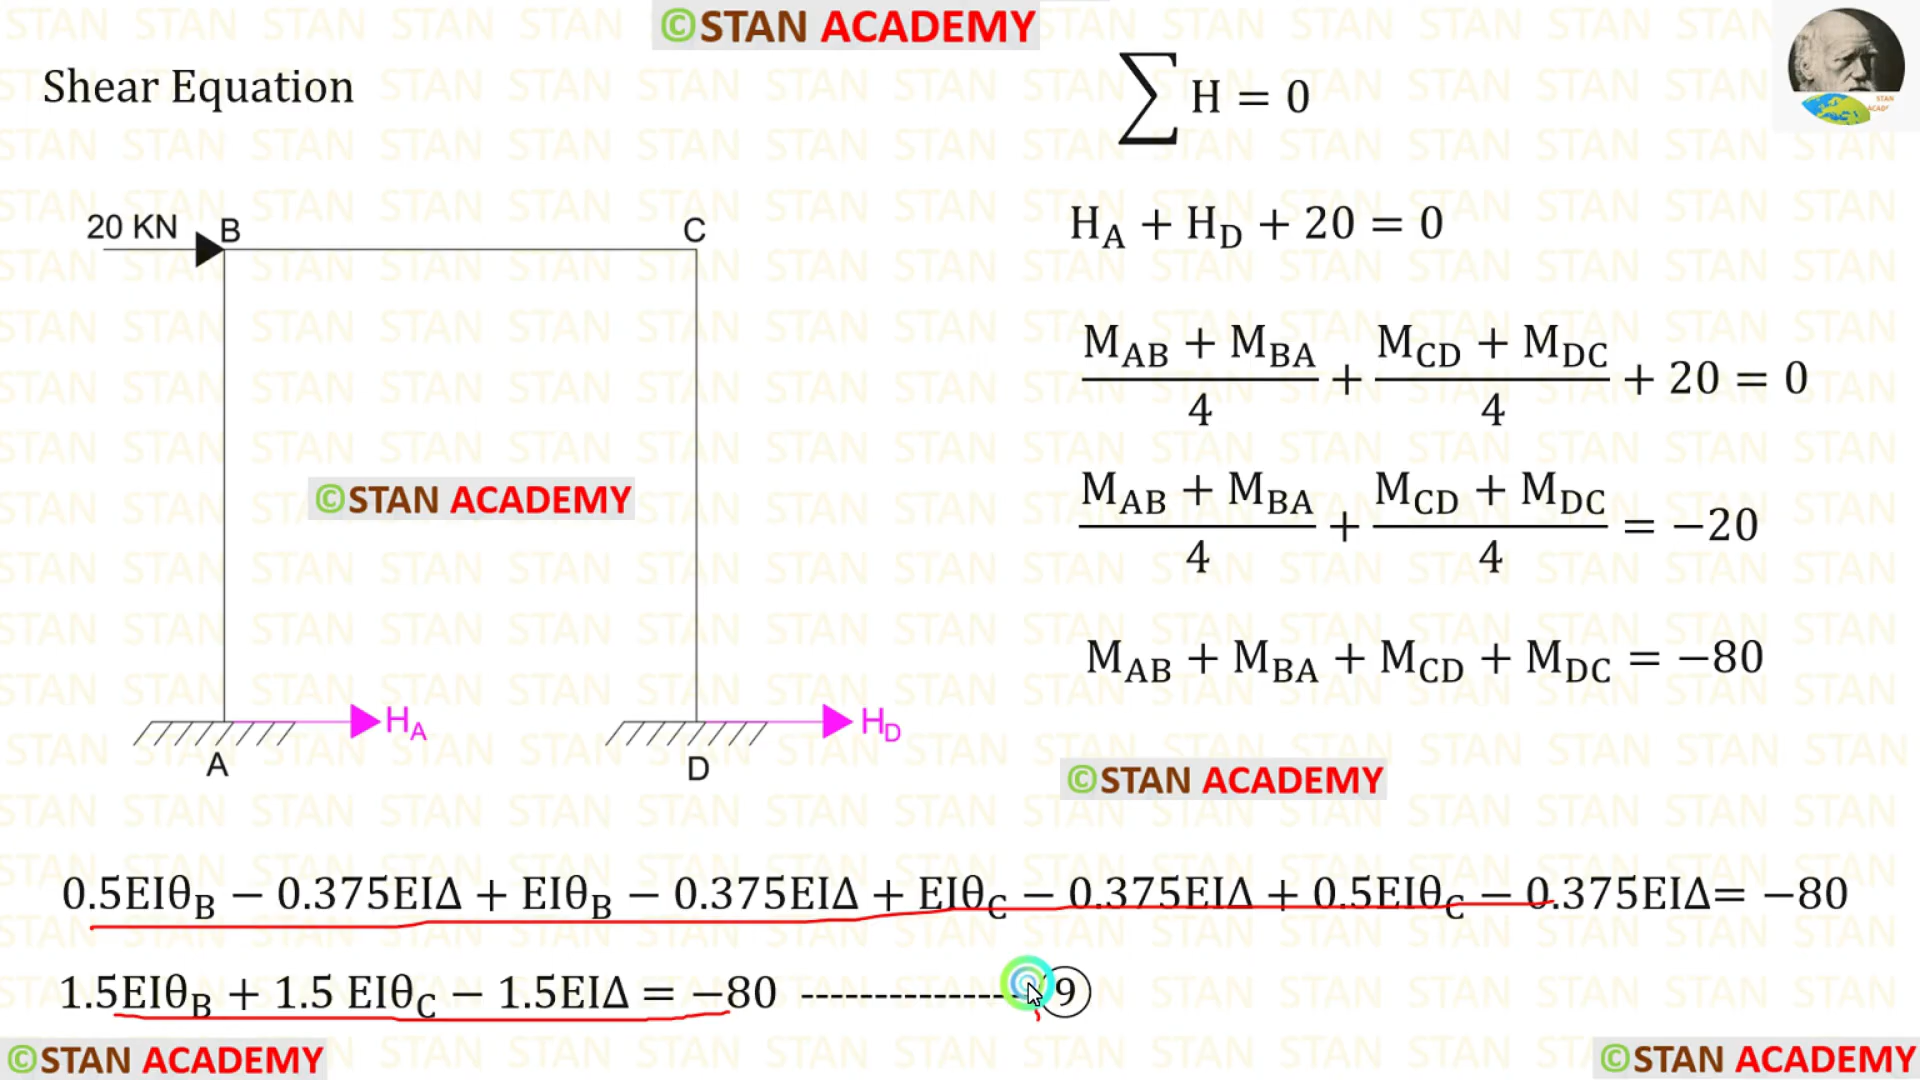 ©STAN ACADEMY
Shear Equation
∑ H = 0
STAN ACADEMY
20 KN
B
C
H_A + H_D + 20 = 0
(M_AB + M_BA)/4 + (M_CD + M_DC)/4 + 20 = 0
©STAN ACADEMY
(M_AB + M_BA)/4 + (M_CD + M_DC)/4 = −20
M_AB + M_BA + M_CD + M_DC = −80
H_A
H_D
A
D
©STAN ACADEMY
0.5EIθ_B − 0.375EIΔ + EIθ_B − 0.375EIΔ + EIθ_C − 0.375EIΔ + 0.5EIθ_C − 0.375EIΔ= −80
1.5EIθ_B + 1.5 EIθ_C − 1.5EIΔ = −80 ---------------- 9
©STAN ACADEMY
©STAN ACADEMY